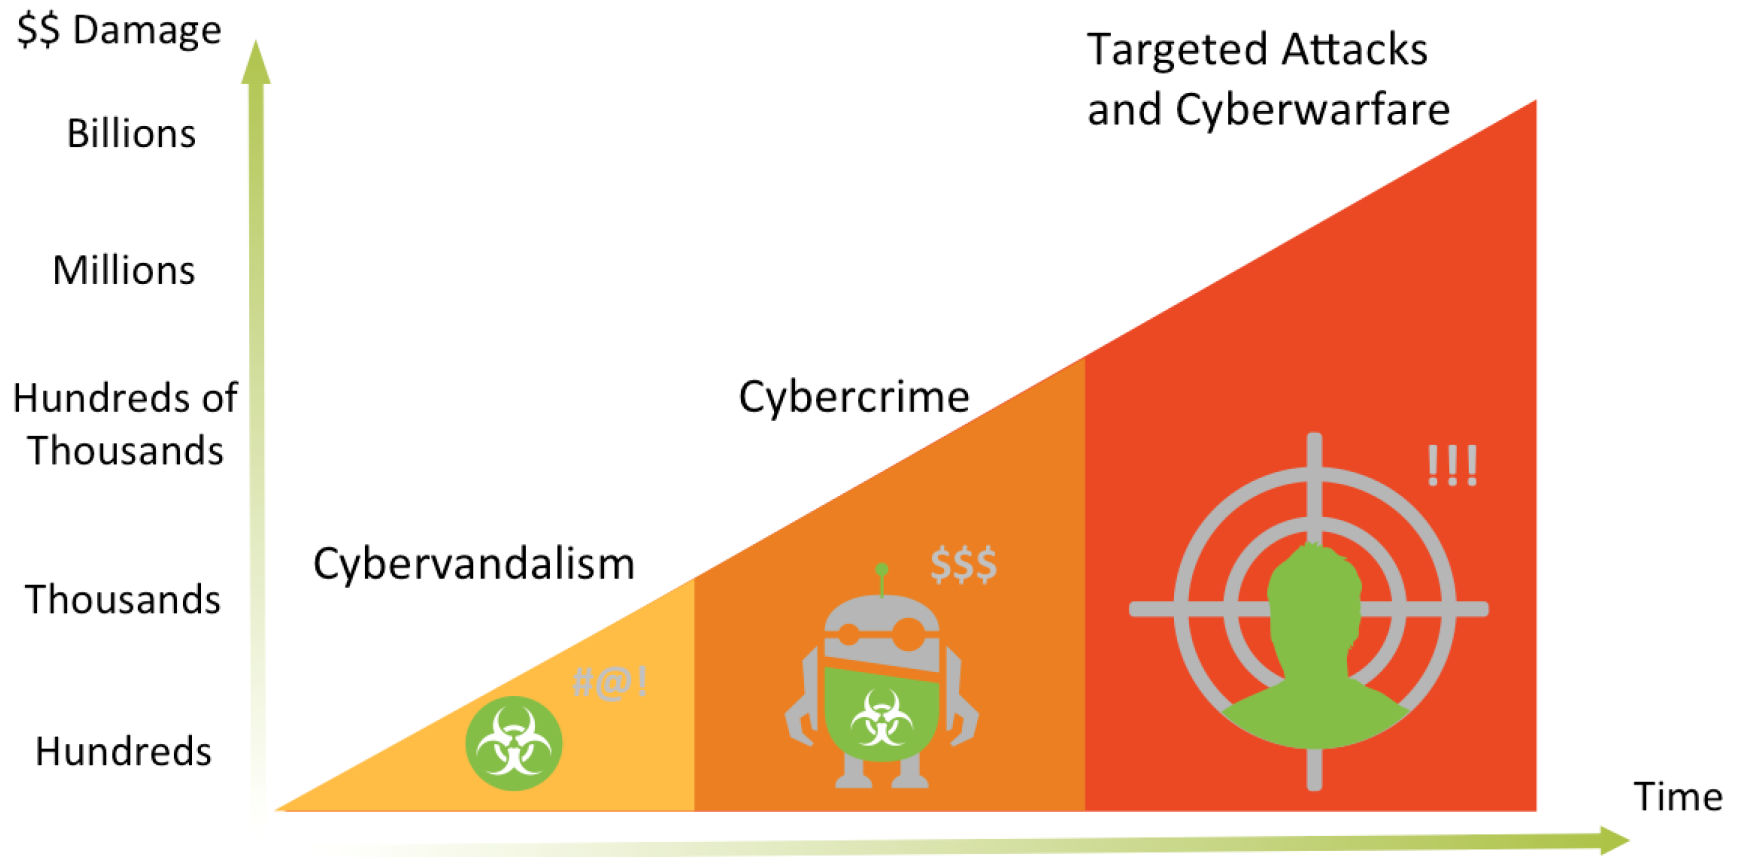 $$ Damage
Billions
Millions
Hundreds of
Thousands
Thousands
Hundreds
Cybervandalism
#@!
Cybercrime
$$$
Targeted Attacks
and Cyberwarfare
!!!
Time